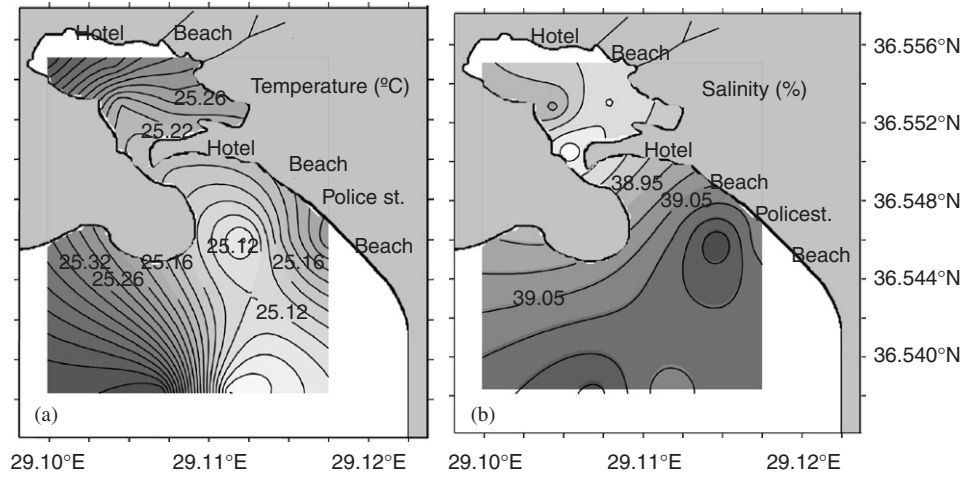 Hotel
Beach
Temperature (ºC)
25.26
25.22
Hotel
Beach
Police st.
Beach
25.12
25.32
25.16
25.16
25.26
25.12
(a)
29.10°E
29.11°E
29.12°E
Hotel
Beach
Salinity (%)
Hotel
38.95
Beach
39.05
Policest.
Beach
39.05
(b)
36.556°N
36.552°N
36.548°N
36.544°N
36.540°N
29.10°E
29.11°E
29.12°E